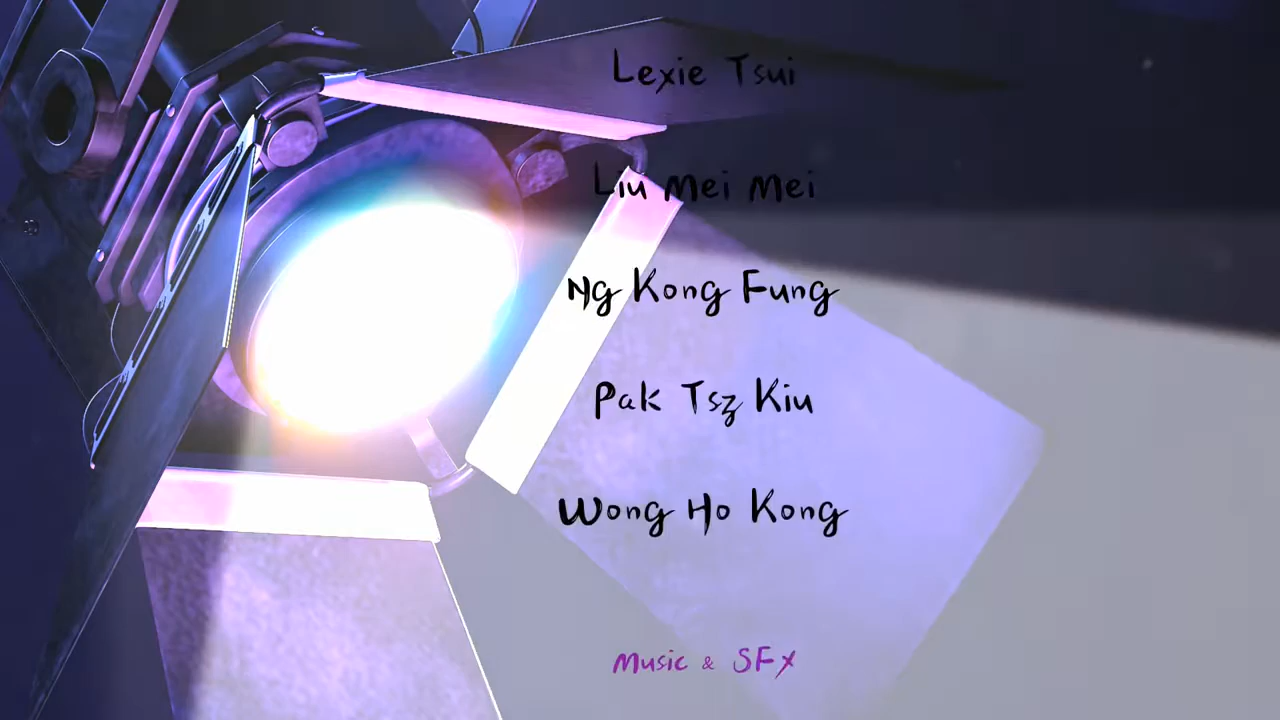 Lexie Tsui
Liu Mei Mei
Ng Kong Fung
Pak Tsz Kiu
Wong Ho Kong
Music & SFX